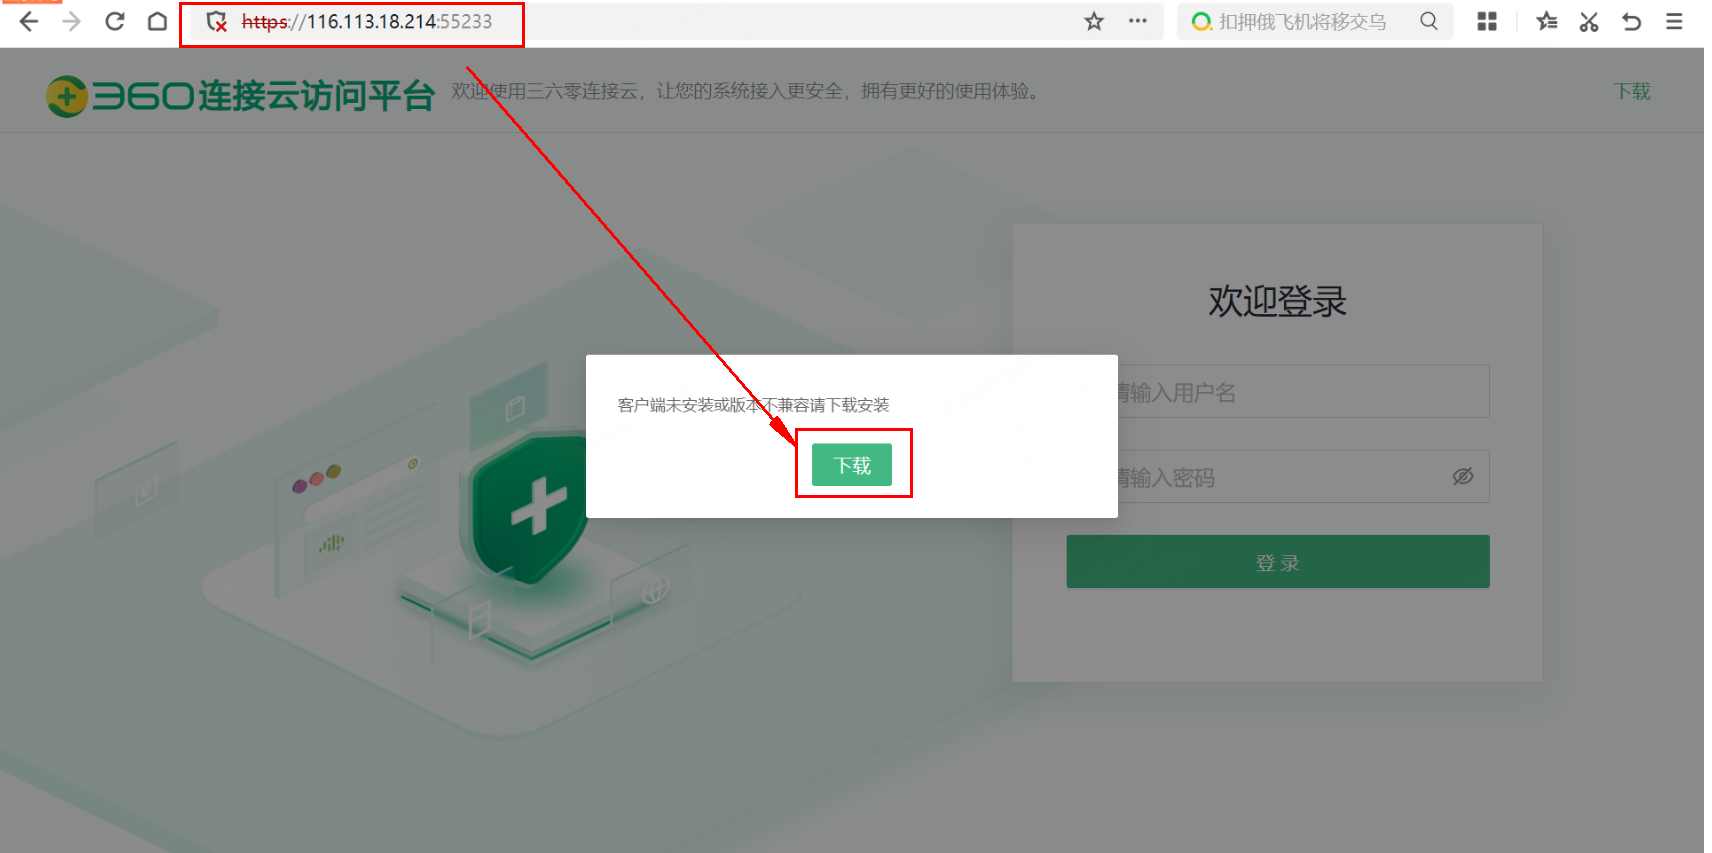 https://116.113.18.214:55233
扣押俄飞机将移交乌
360连接云访问平台
欢迎使用三六零连接云，让您的系统接入更安全，拥有更好的使用体验。
下载
欢迎登录
请输入用户名
请输入密码
登 录
客户端未安装或版本不兼容请下载安装
下载